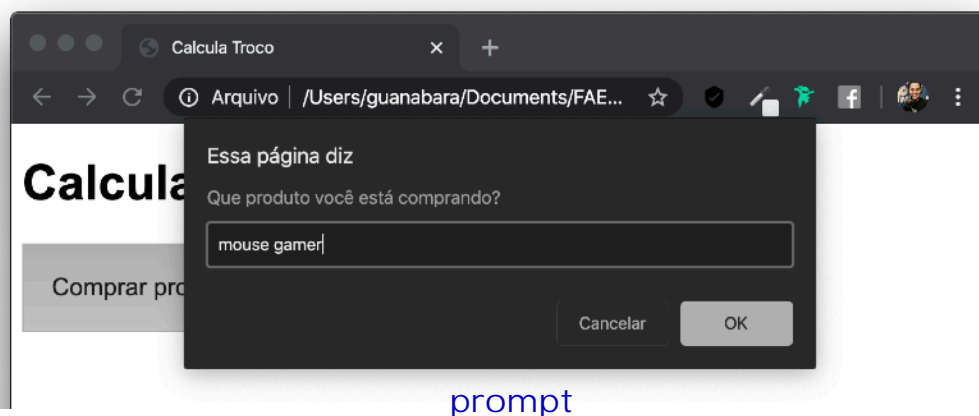 Calcula Troco
Arquivo | /Users/guanabara/Documents/FAE...
Essa página diz
Calcula
Que produto você está comprando?
mouse gamer
Comprar pro
Cancelar
OK
prompt